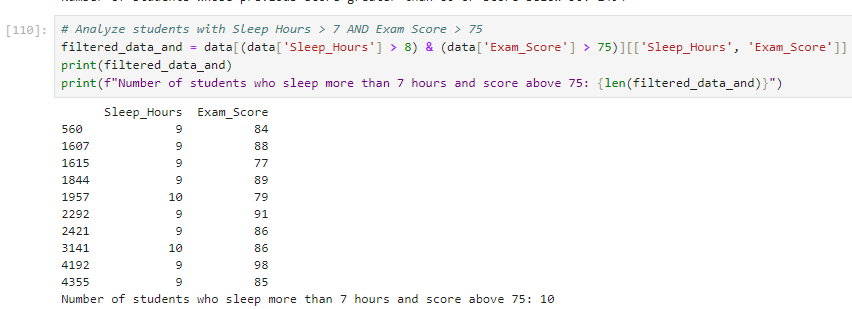 [110]: # Analyze students with Sleep Hours > 7 AND Exam Score > 75
filtered_data_and = data[(data['Sleep_Hours'] > 8) & (data['Exam_Score'] > 75)][['Sleep_Hours', 'Exam_Score']]
print(filtered_data_and)
print(f"Number of students who sleep more than 7 hours and score above 75: {len(filtered_data_and)}")
Sleep_Hours Exam_Score
560 9 84
1607 9 88
1615 9 77
1844 9 89
1957 10 79
2292 9 91
2421 9 86
3141 10 86
4192 9 98
4355 9 85
Number of students who sleep more than 7 hours and score above 75: 10